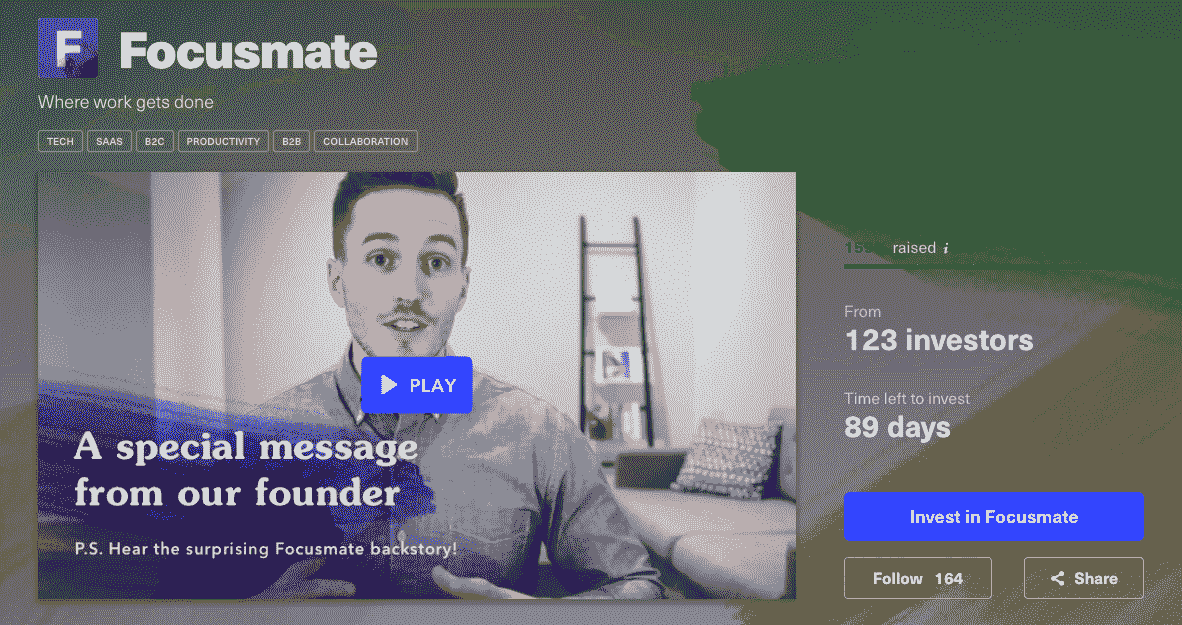 F Focusmate
Where work gets done
TECH SAAS B2C PRODUCTIVITY B2B COLLABORATION
PLAY
A special message
from our founder
P.S. Hear the surprising Focusmate backstory!
raised i
From
123 investors
Time left to invest
89 days
Invest in Focusmate
Follow 164
Share